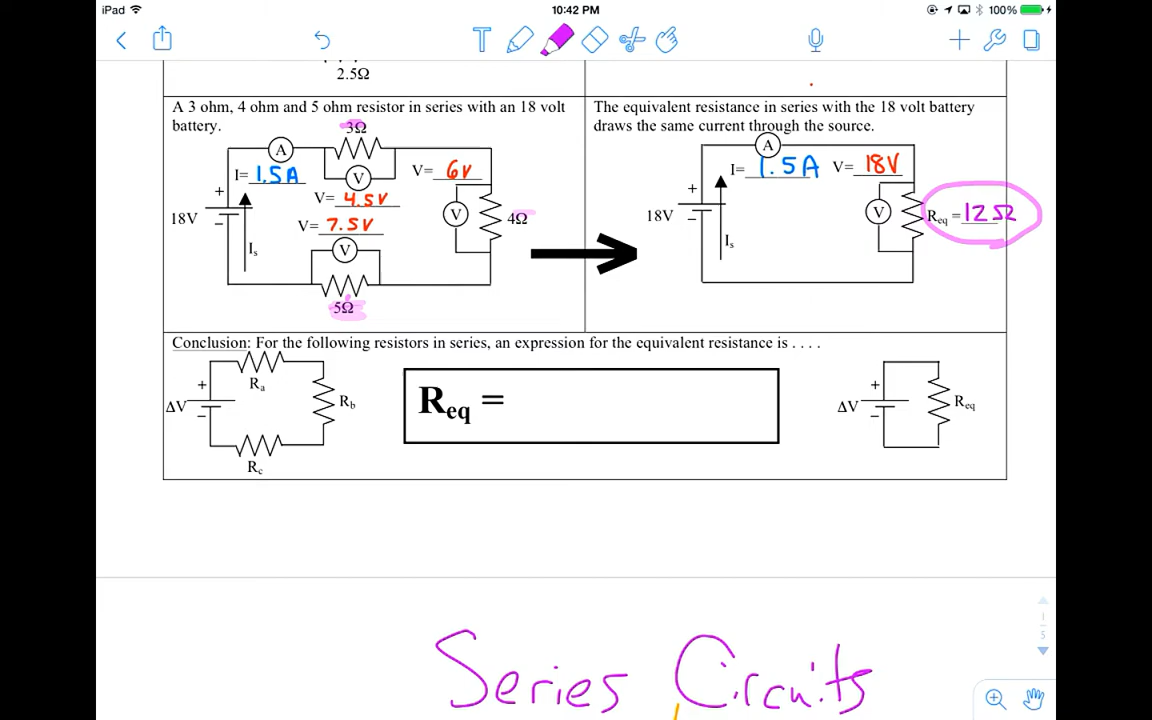 iPad
10:42 PM
100%
T
2.5Ω
A 3 ohm, 4 ohm and 5 ohm resistor in series with an 18 volt
battery.
3Ω
A
I= 1.5A
V
V= 6V
V= 4.5V
+
18V
−
V= 7.5V
V
4Ω
V
Is
5Ω
The equivalent resistance in series with the 18 volt battery
draws the same current through the source.
A
I= 1.5A
V= 18V
+
18V
−
V
Req = 12Ω
Is
Conclusion: For the following resistors in series, an expression for the equivalent resistance is . . . .
Ra
+
ΔV
−
Rb
Rc
Req =
+
ΔV
−
Req
1
5
Series Circuits